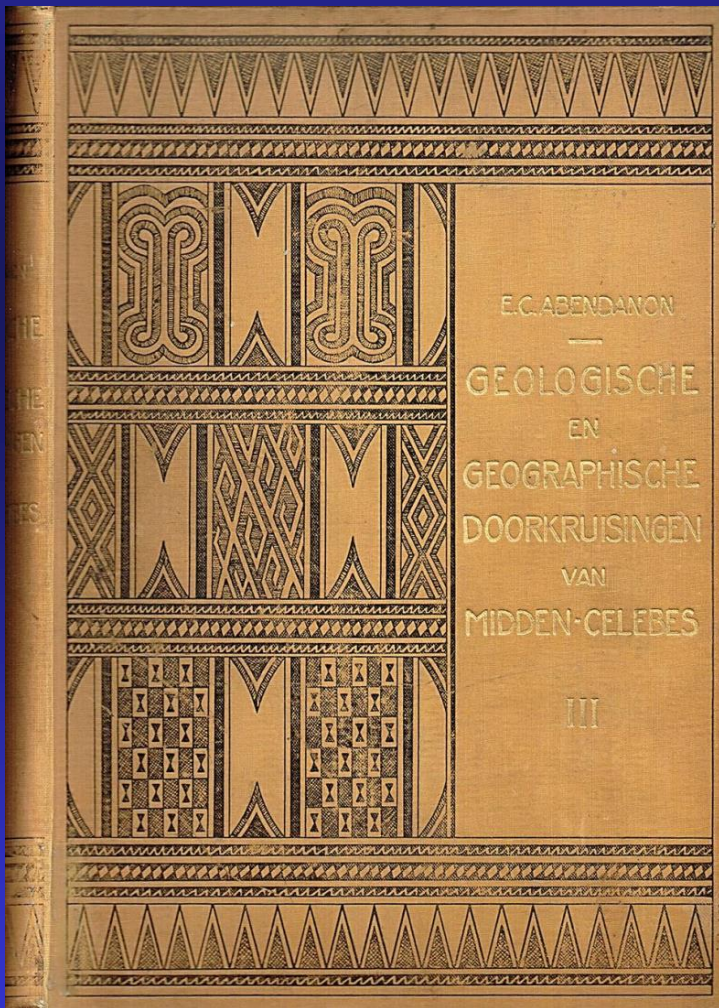 E.C. ABENDANON
GEOLOGISCHE
EN
GEOGRAPHISCHE
DOORKRUISINGEN
VAN
MIDDEN-CELEBES
III